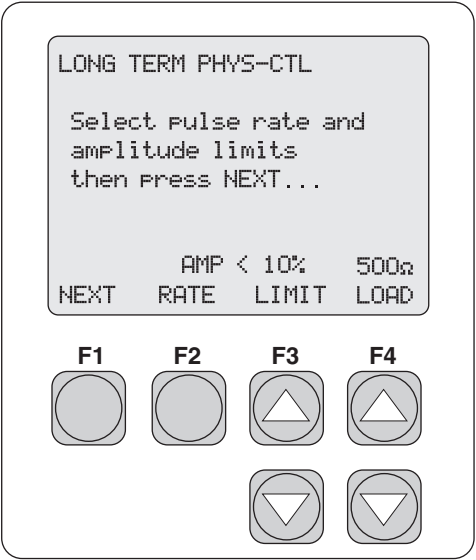 LONG TERM PHYS-CTL
Select pulse rate and
amplitude limits
then press NEXT...
AMP < 10% 500Ω
NEXT RATE LIMIT LOAD
F1 F2 F3 F4